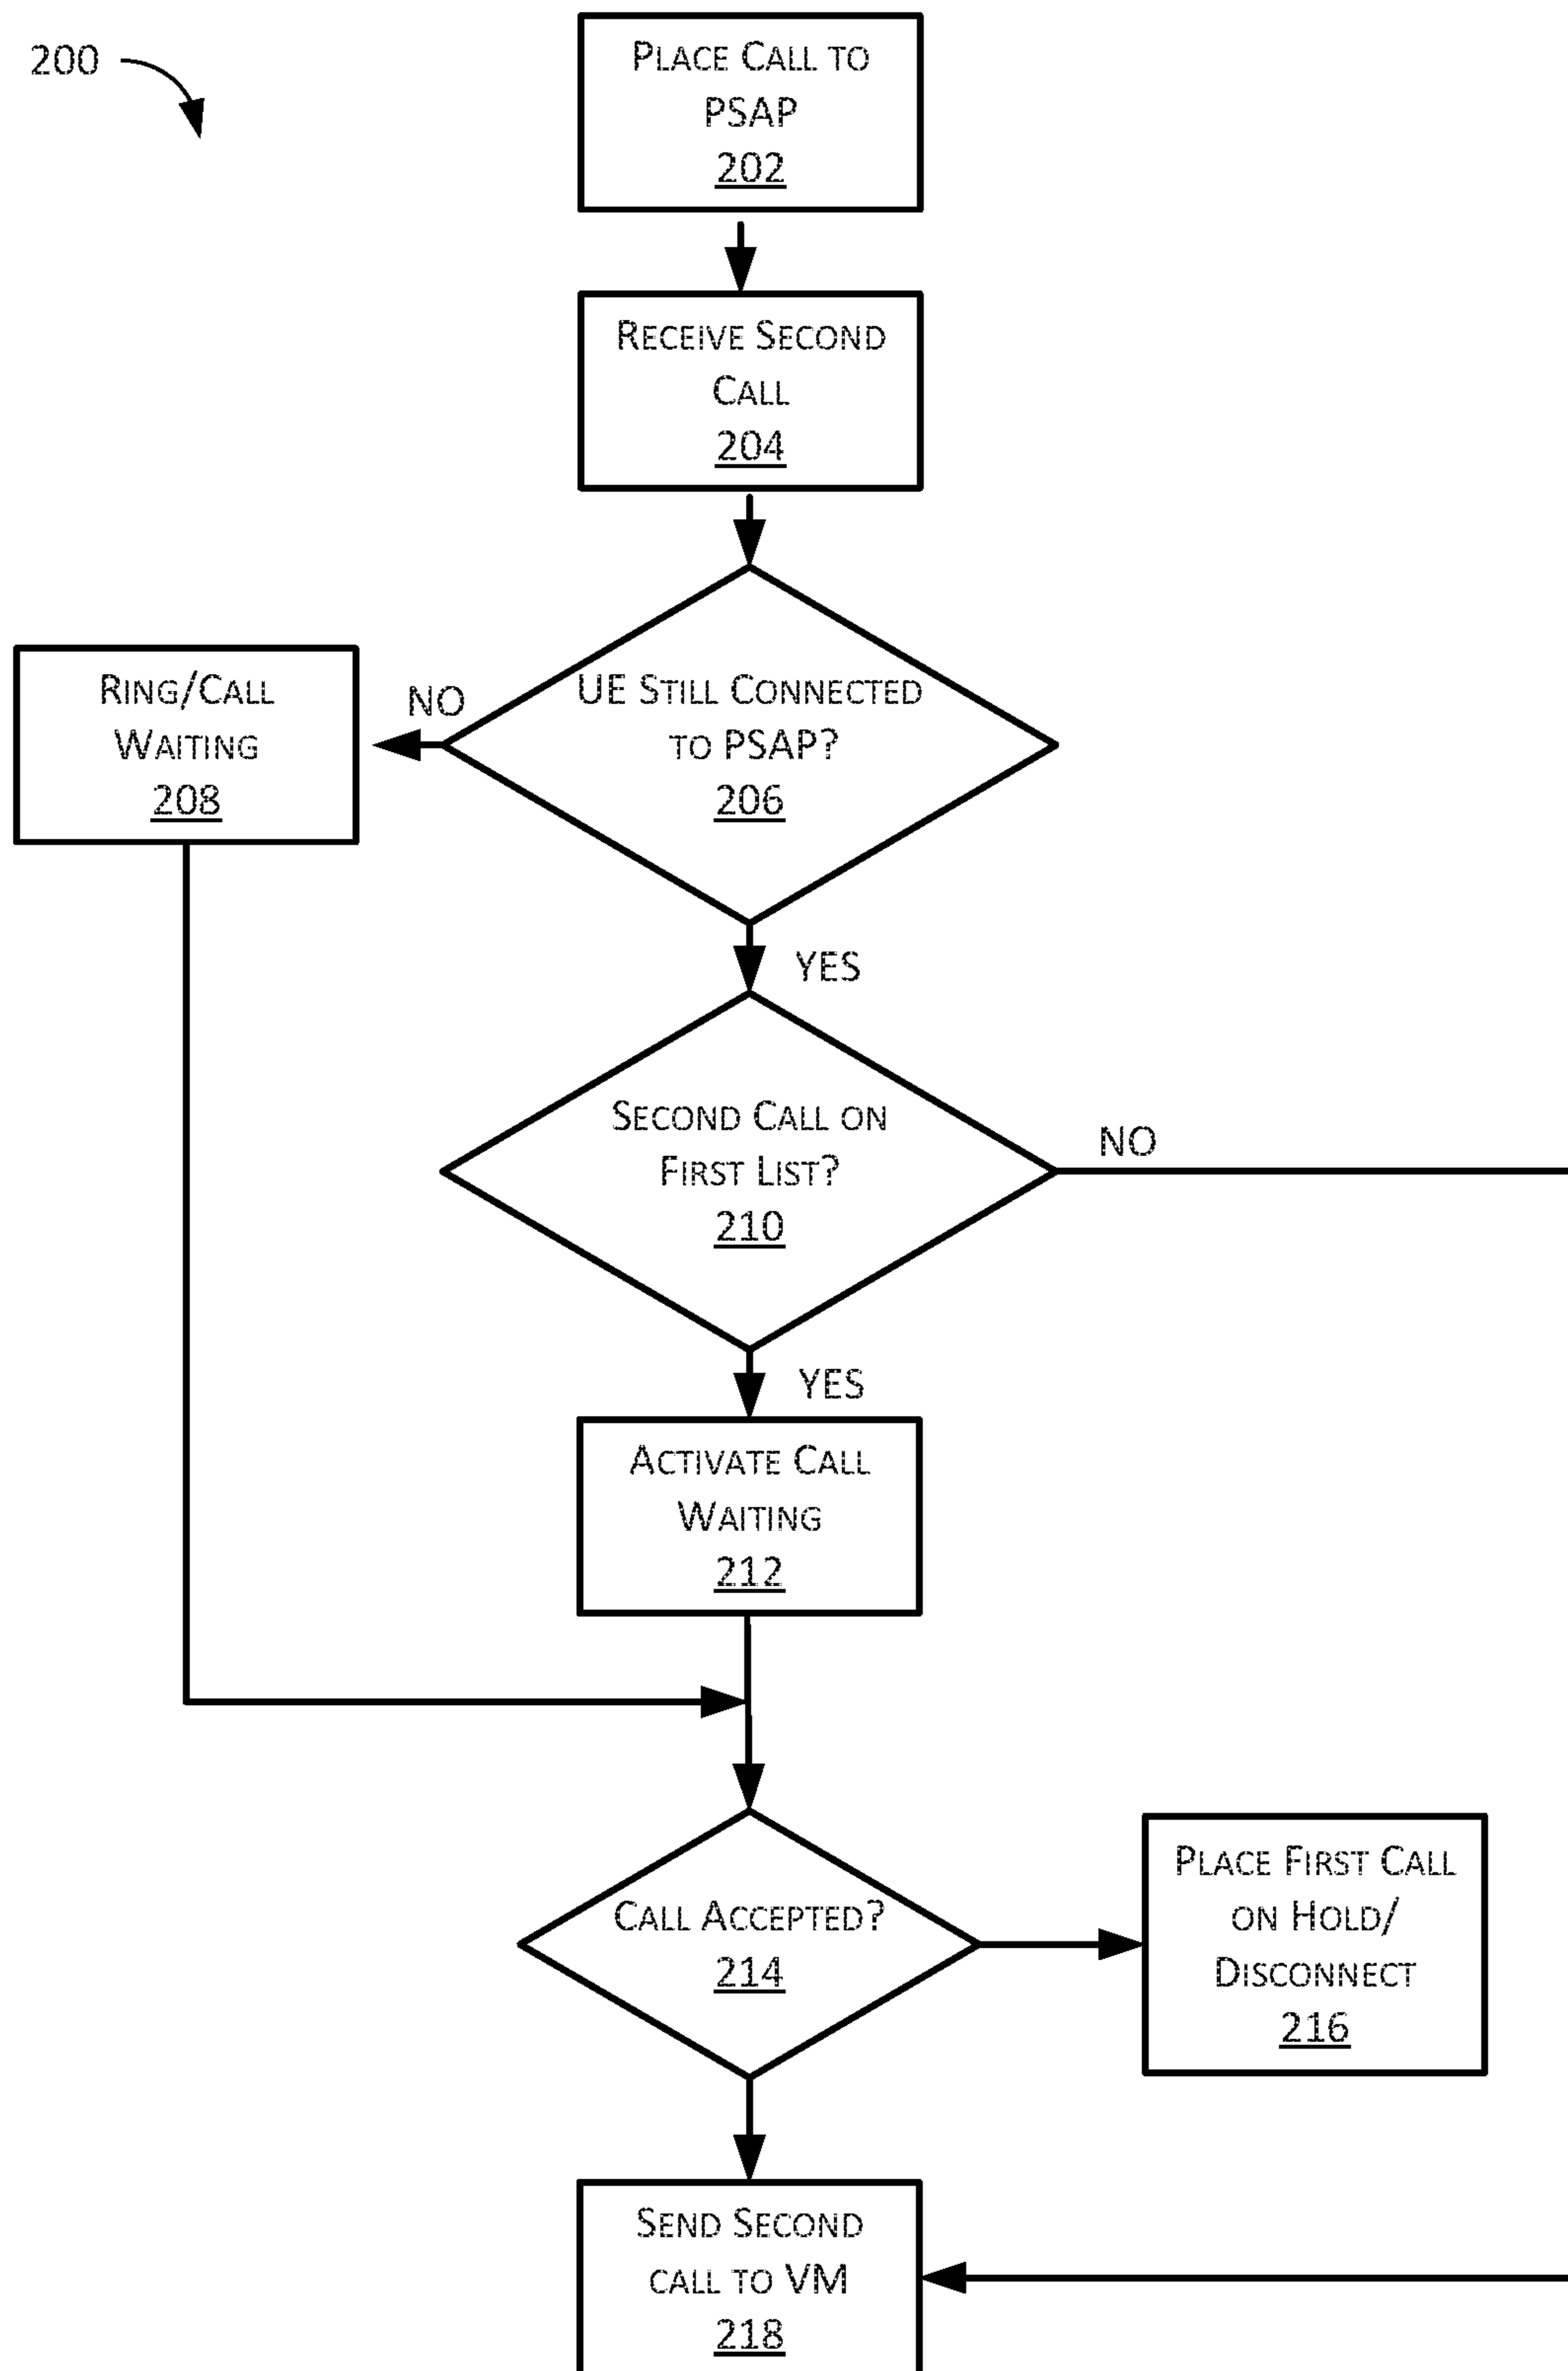 200
PLACE CALL TO
PSAP
202
RECEIVE SECOND
CALL
204
UE STILL CONNECTED
TO PSAP?
206
NO
RING/CALL
WAITING
208
YES
SECOND CALL ON
FIRST LIST?
210
NO
YES
ACTIVATE CALL
WAITING
212
CALL ACCEPTED?
214
PLACE FIRST CALL
ON HOLD/
DISCONNECT
216
SEND SECOND
CALL TO VM
218